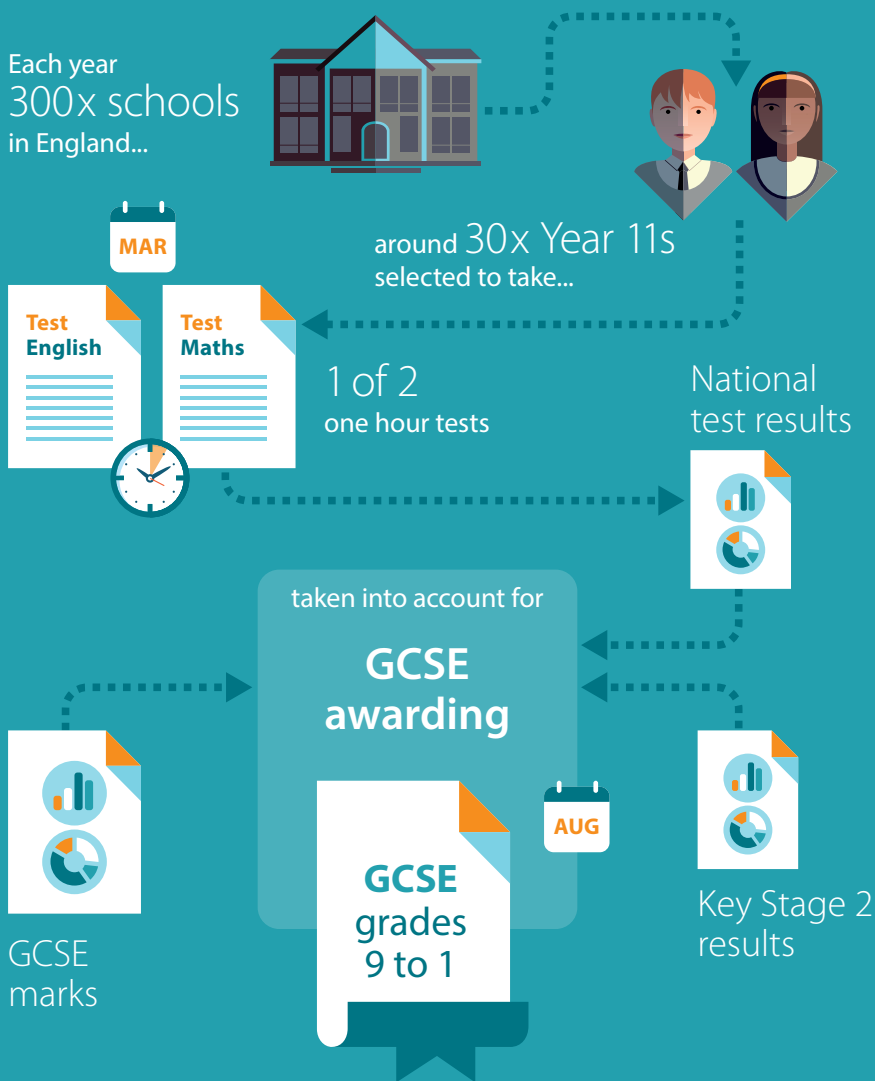 Each year
300x schools
in England...
MAR
around 30x Year 11s
selected to take...
Test
English
Test
Maths
1 of 2
one hour tests
National
test results
taken into account for
GCSE
awarding
AUG
GCSE
grades
9 to 1
GCSE
marks
Key Stage 2
results